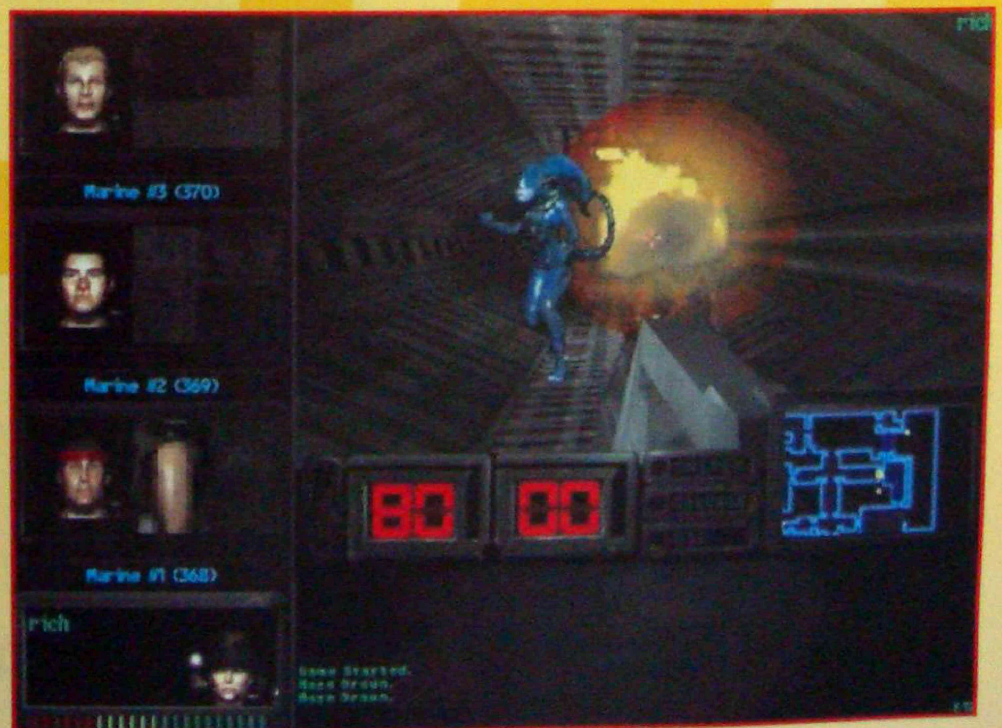 rich
Marine #3 (370)
Marine #2 (369)
Marine #1 (368)
80 00
rich
Game Started.